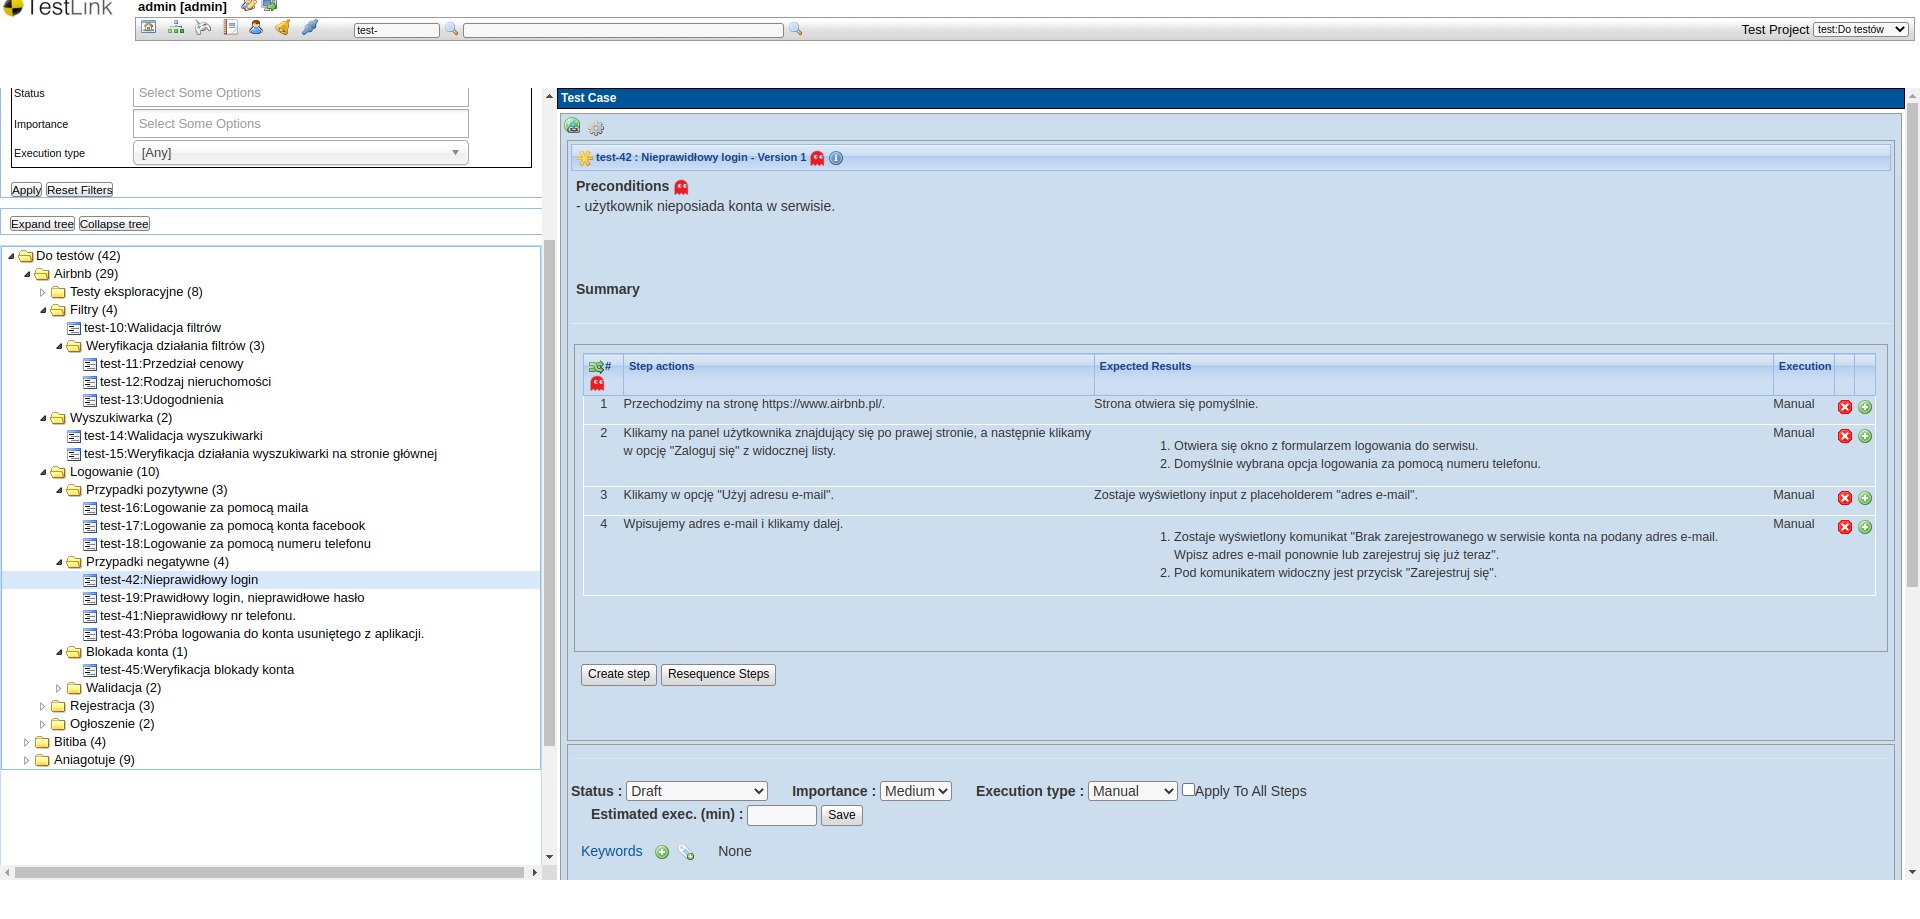 TestLink
admin [admin]
test-
Test Project test:Do testów
Status Select Some Options
Importance Select Some Options
Execution type [Any]
Apply Reset Filters
Expand tree Collapse tree
Do testów (42)
Airbnb (29)
Testy eksploracyjne (8)
Filtry (4)
test-10:Walidacja filtrów
Weryfikacja działania filtrów (3)
test-11:Przedział cenowy
test-12:Rodzaj nieruchomości
test-13:Udogodnienia
Wyszukiwarka (2)
test-14:Walidacja wyszukiwarki
test-15:Weryfikacja działania wyszukiwarki na stronie głównej
Logowanie (10)
Przypadki pozytywne (3)
test-16:Logowanie za pomocą maila
test-17:Logowanie za pomocą konta facebook
test-18:Logowanie za pomocą numeru telefonu
Przypadki negatywne (4)
test-42:Nieprawidłowy login
test-19:Prawidłowy login, nieprawidłowe hasło
test-41:Nieprawidłowy nr telefonu.
test-43:Próba logowania do konta usuniętego z aplikacji.
Blokada konta (1)
test-45:Weryfikacja blokady konta
Walidacja (2)
Rejestracja (3)
Ogłoszenie (2)
Bitiba (4)
Aniagotuje (9)
Test Case
test-42 : Nieprawidłowy login - Version 1
Preconditions
- użytkownik nieposiada konta w serwisie.
Summary
# Step actions Expected Results Execution
1 Przechodzimy na stronę https://www.airbnb.pl/. Strona otwiera się pomyślnie. Manual
2 Klikamy na panel użytkownika znajdujący się po prawej stronie, a następnie klikamy
w opcję "Zaloguj się" z widocznej listy.
1. Otwiera się okno z formularzem logowania do serwisu.
2. Domyślnie wybrana opcja logowania za pomocą numeru telefonu.
Manual
3 Klikamy w opcję "Użyj adresu e-mail". Zostaje wyświetlony input z placeholderem "adres e-mail". Manual
4 Wpisujemy adres e-mail i klikamy dalej.
1. Zostaje wyświetlony komunikat "Brak zarejestrowanego w serwisie konta na podany adres e-mail.
Wpisz adres e-mail ponownie lub zarejestruj się już teraz".
2. Pod komunikatem widoczny jest przycisk "Zarejestruj się".
Manual
Create step Resequence Steps
Status : Draft Importance : Medium Execution type : Manual Apply To All Steps
Estimated exec. (min) : Save
Keywords None